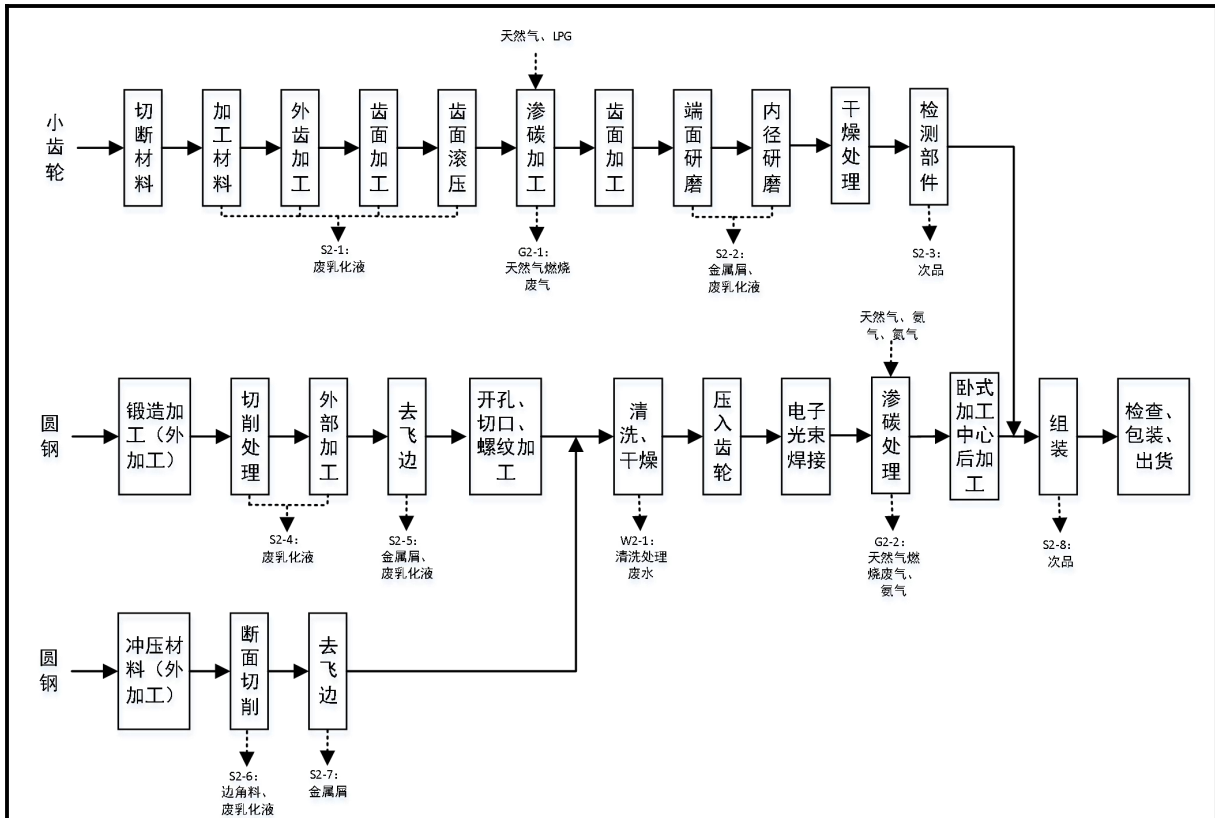 天然气、LPG
小齿轮
切断材料
加工材料
外齿加工
齿面加工
齿面滚压
渗碳加工
齿面加工
端面研磨
内径研磨
干燥处理
检测部件
S2-1：
废乳化液
G2-1：
天然气燃烧
废气
S2-2：
金属屑、
废乳化液
S2-3：
次品
天然气、氨
气、氮气
圆钢
锻造加
工（外
加工）
切削处理
外部加工
去飞边
开孔、
切口、
螺纹加
工
清
洗、
干燥
压入齿轮
电子
光束
焊接
渗碳处理
卧式
加工
中心
后加
工
组装
检查、
包装、
出货
S2-4：
废乳化液
S2-5：
金属屑、
废乳化液
W2-1：
清洗处理
废水
G2-2：
天然气燃
烧废气、
氨气
S2-8：
次品
圆钢
冲压材
料（外
加工）
断面切削
去飞边
S2-6：
边角料、
废乳化液
S2-7：
金属屑